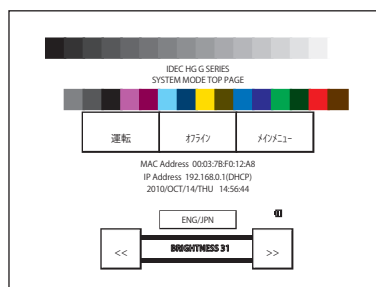 IDEC HG G SERIES
SYSTEM MODE TOP PAGE
運転 ｵﾌﾗｲﾝ ﾒｲﾝﾒﾆｭｰ
MAC Address 00:03:7B:F0:12:A8
IP Address 192.168.0.1(DHCP)
2010/OCT/14/THU 14:56:44
ENG/JPN
<< BRIGHTNESS 31 >>